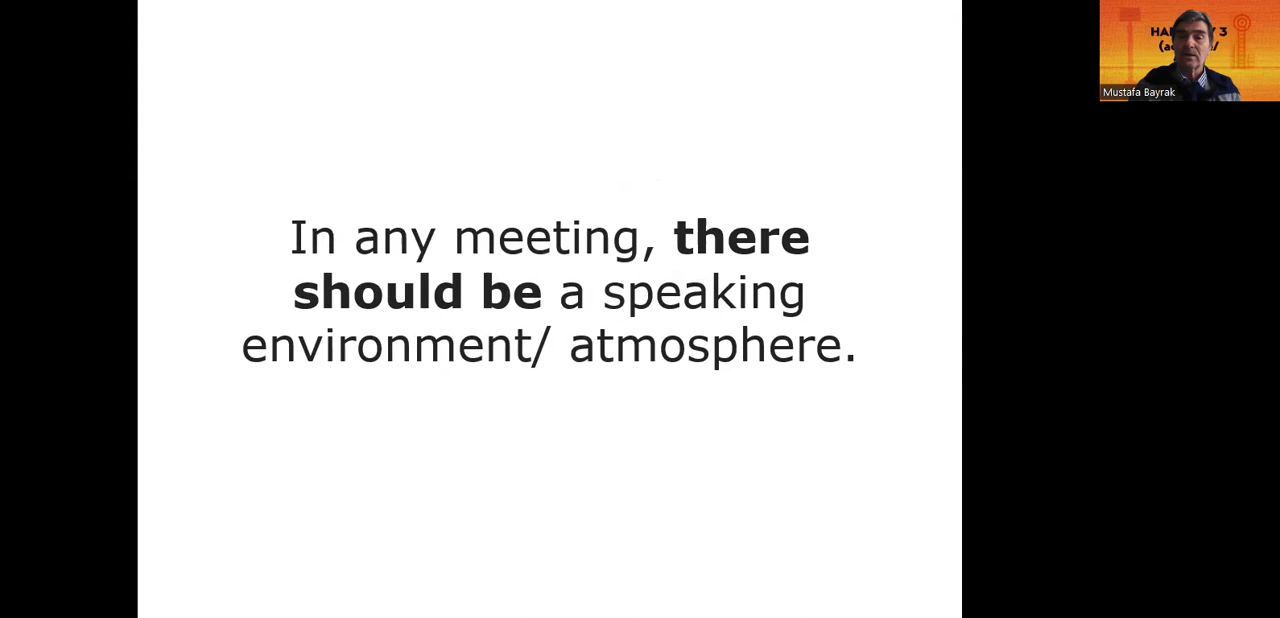 In any meeting, there
should be a speaking
environment/ atmosphere.
Mustafa Bayrak